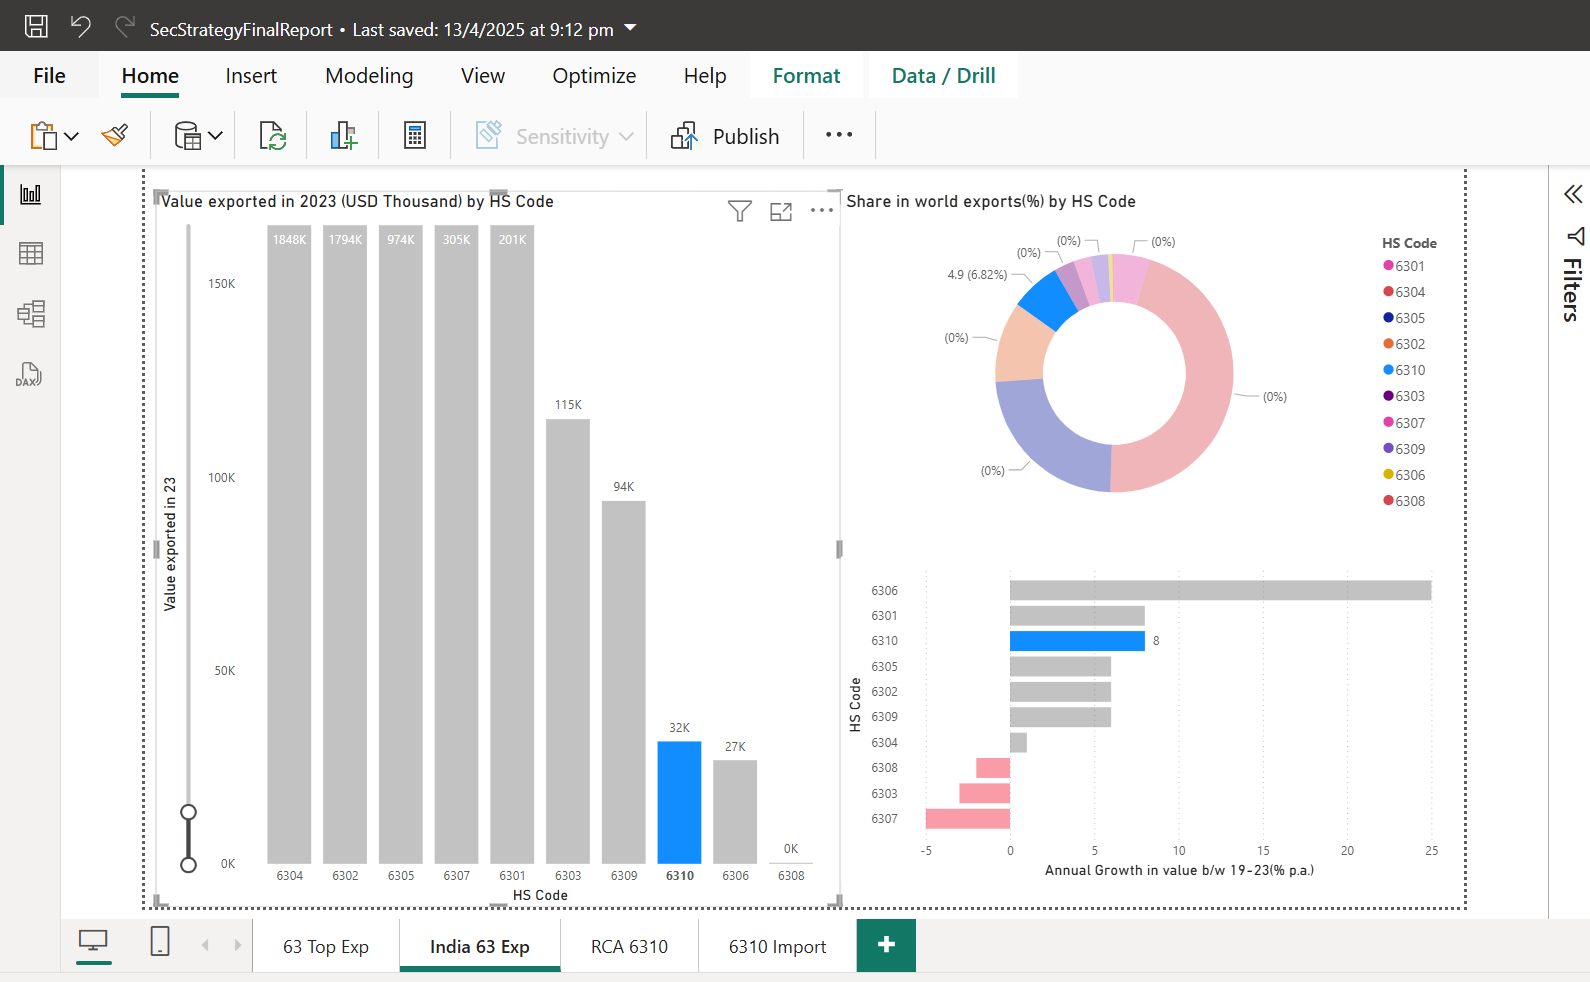 SecStrategyFinalReport • Last saved: 13/4/2025 at 9:12 pm
File Home Insert Modeling View Optimize Help Format Data / Drill
Sensitivity Publish
DAX
Value exported in 2023 (USD Thousand) by HS Code
Value exported in 23
150K
100K
50K
0K
1848K 1794K 974K 305K 201K 115K 94K 32K 27K 0K
6304 6302 6305 6307 6301 6303 6309 6310 6306 6308
HS Code
Share in world exports(%) by HS Code
(0%)
(0%)
(0%)
4.9 (6.82%)
(0%)
(0%)
(0%)
HS Code
6301
6304
6305
6302
6310
6303
6307
6309
6306
6308
HS Code
6306
6301
6310 8
6305
6302
6309
6304
6308
6303
6307
-5 0 5 10 15 20 25
Annual Growth in value b/w 19-23(% p.a.)
Filters
63 Top Exp India 63 Exp RCA 6310 6310 Import